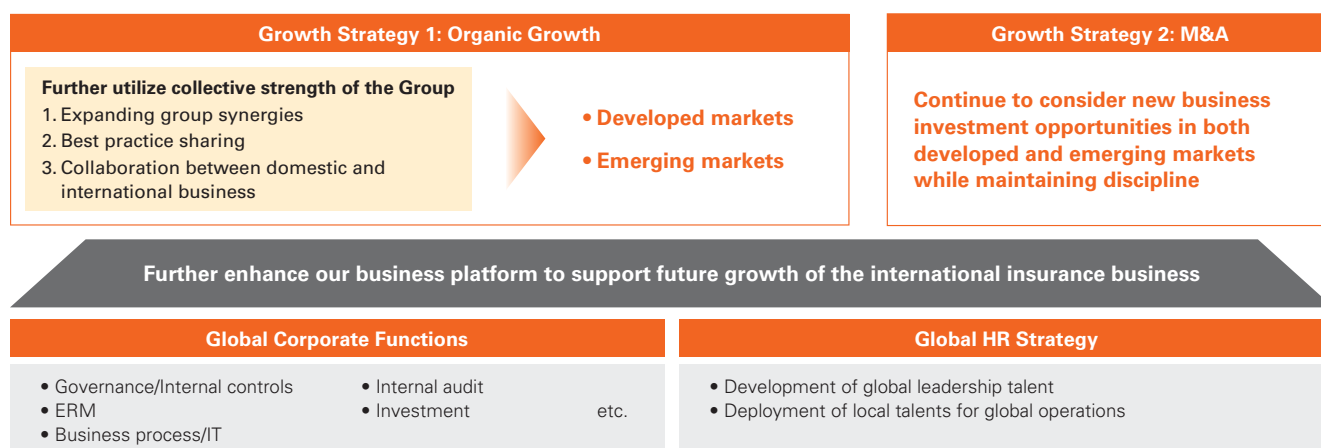 Growth Strategy 1: Organic Growth
Further utilize collective strength of the Group
1. Expanding group synergies
2. Best practice sharing
3. Collaboration between domestic and
international business
• Developed markets
• Emerging markets
Growth Strategy 2: M&A
Continue to consider new business
investment opportunities in both
developed and emerging markets
while maintaining discipline
Further enhance our business platform to support future growth of the international insurance business
Global Corporate Functions
• Governance/Internal controls
• ERM
• Business process/IT
• Internal audit
• Investment etc.
Global HR Strategy
• Development of global leadership talent
• Deployment of local talents for global operations